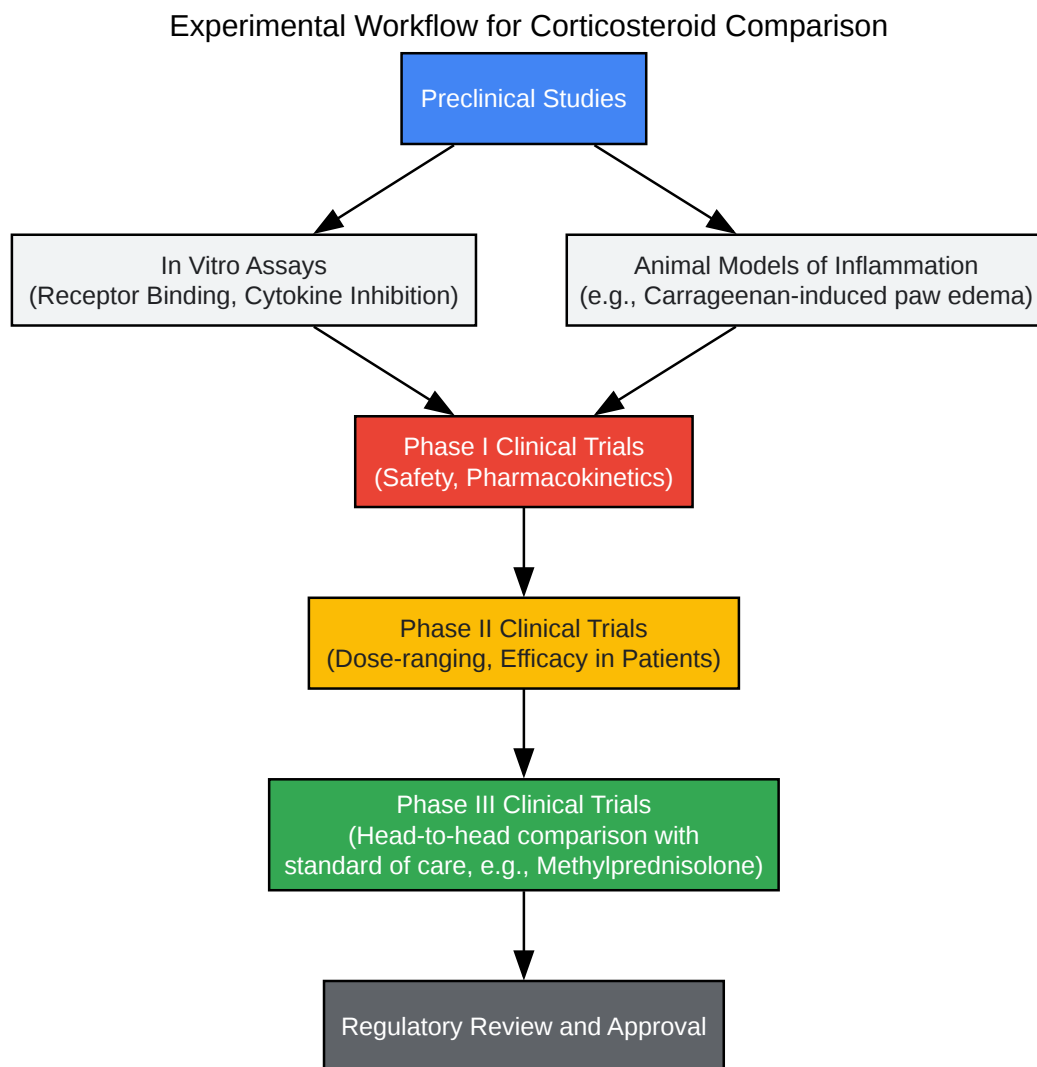 Experimental Workflow for Corticosteroid Comparison
Preclinical Studies
In Vitro Assays
(Receptor Binding, Cytokine Inhibition)
Animal Models of Inflammation
(e.g., Carrageenan-induced paw edema)
Phase I Clinical Trials
(Safety, Pharmacokinetics)
Phase II Clinical Trials
(Dose-ranging, Efficacy in Patients)
Phase III Clinical Trials
(Head-to-head comparison with
standard of care, e.g., Methylprednisolone)
Regulatory Review and Approval